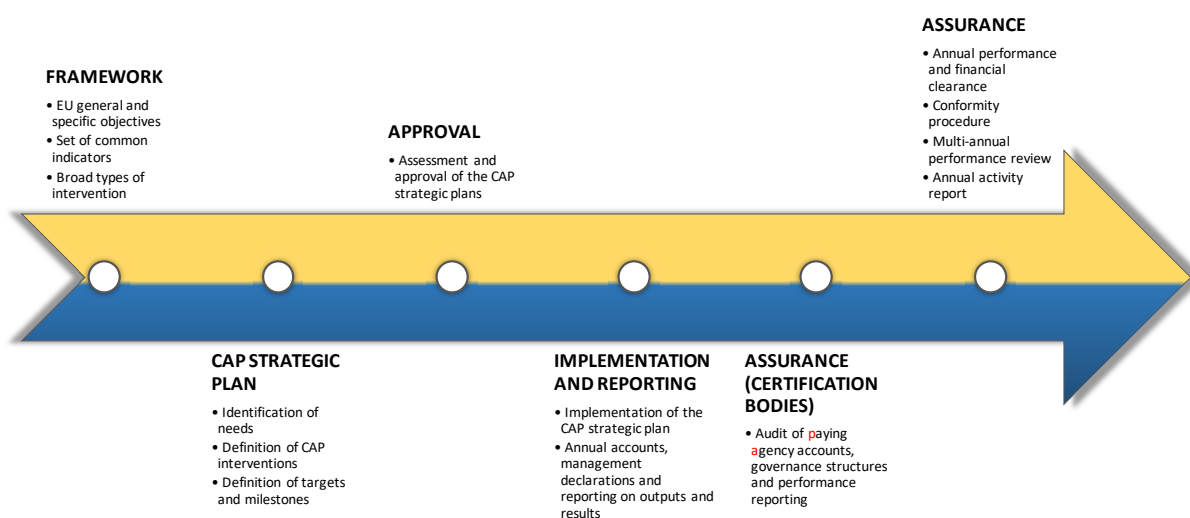 FRAMEWORK
• EU general and
specific objectives
• Set of common
indicators
• Broad types of
intervention
CAP STRATEGIC
PLAN
• Identification of
needs
• Definition of CAP
interventions
• Definition of targets
and milestones
APPROVAL
• Assessment and
approval of the CAP
strategic plans
IMPLEMENTATION
AND REPORTING
• Implementation of the
CAP strategic plan
• Annual accounts,
management
declarations and
reporting on outputs and
results
ASSURANCE
(CERTIFICATION
BODIES)
• Audit of paying
agency accounts,
governance structures
and performance
reporting
ASSURANCE
• Annual performance
and financial
clearance
• Conformity
procedure
• Multi-annual
performance review
• Annual activity
report